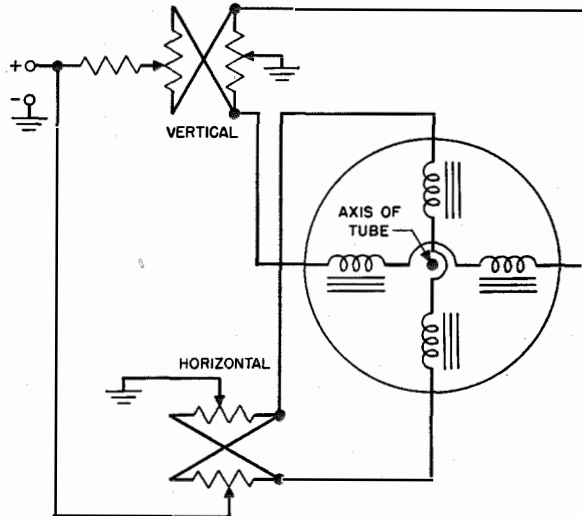 +
-
VERTICAL
AXIS OF
TUBE
HORIZONTAL